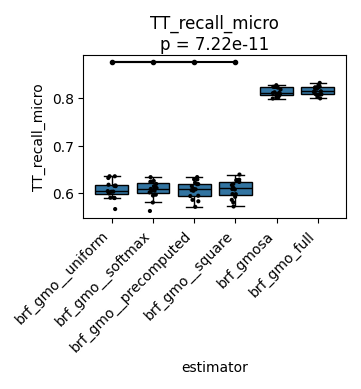 TT_recall_micro
p = 7.22e-11
TT_recall_micro
0.8
0.7
0.6
brf_gmo__uniform
brf_gmo__softmax
brf_gmo__precomputed
brf_gmo__square
brf_gmosa
brf_gmo_full
estimator